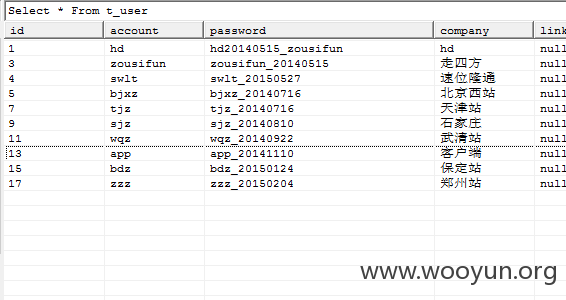 Select * From t_user
id account password company link
1 hd hd20140515_zousifun hd null
3 zousifun zousifun_20140515 走四方 null
4 swlt swlt_20150527 速位隆通 null
5 bjxz bjxz_20140716 北京西站 null
7 tjz tjz_20140716 天津站 null
9 sjz sjz_20140810 石家庄 null
11 wqz wqz_20140922 武清站 null
13 app app_20141110 客户端 null
15 bdz bdz_20150124 保定站 null
17 zzz zzz_20150204 郑州站 null
www.wooyun.org